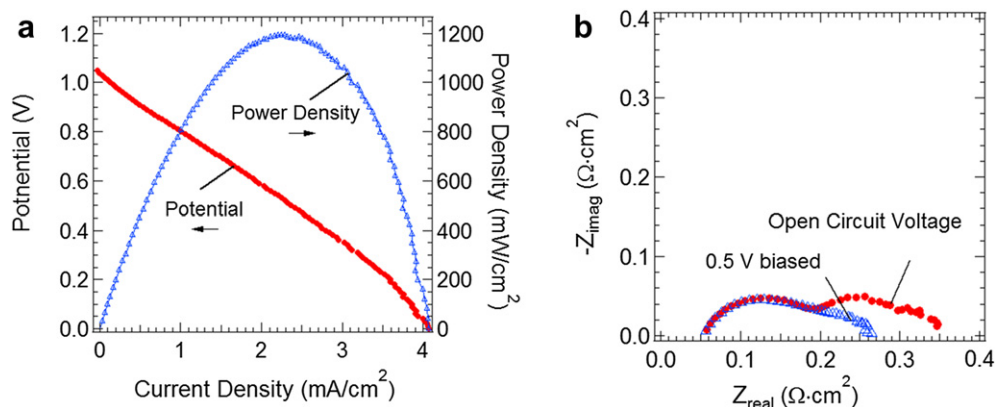 a
1.2
1.0
0.8
0.6
0.4
0.2
0.0
Potnential (V)
1200
1000
800
600
400
200
0
Power Density (mW/cm²)
Power Density
Potential
0
1
2
3
4
Current Density (mA/cm²)
b
0.4
0.3
0.2
0.1
0.0
-Zimag (Ω·cm²)
Open Circuit Voltage
0.5 V biased
0.0
0.1
0.2
0.3
0.4
Zreal (Ω·cm²)